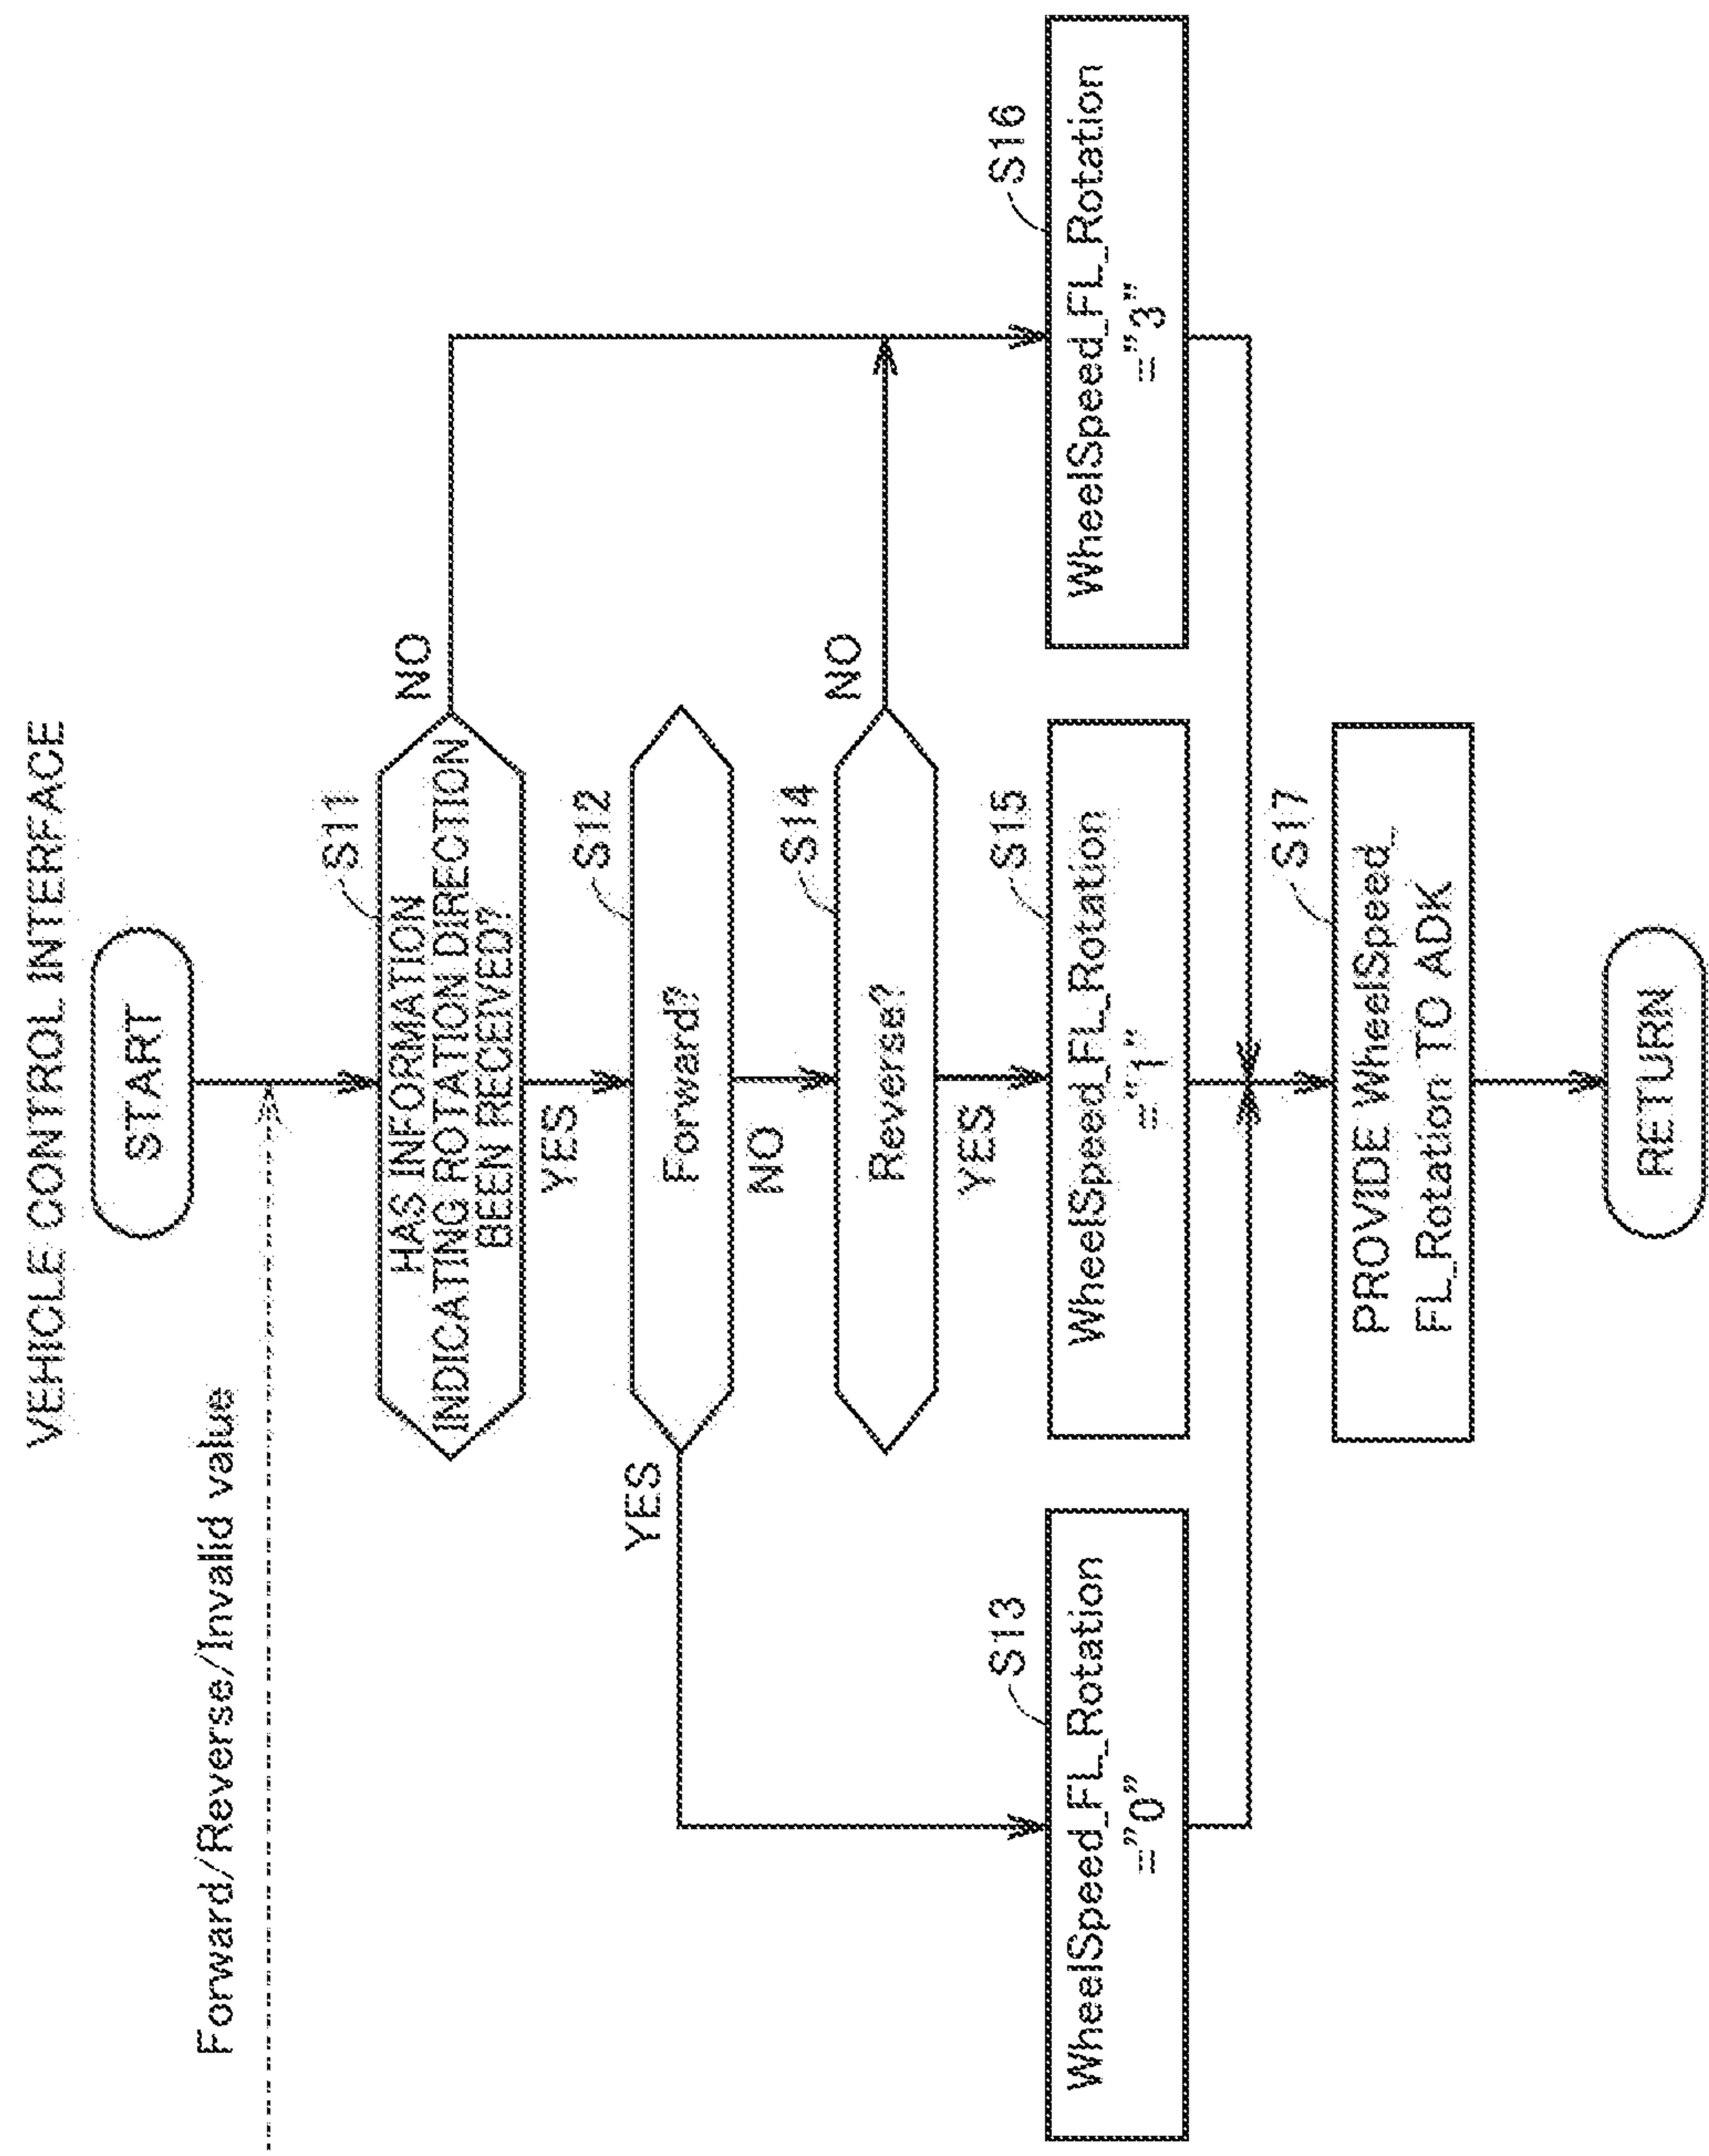 VEHICLE CONTROL INTERFACE
START
Forward/Reverse/Invalid value
S11
HAS INFORMATION
INDICATING ROTATION DIRECTION
BEEN RECEIVED?
NO
YES
S12
Forward?
YES
NO
S14
Reverse?
NO
YES
S13
WheelSpeed_FL_Rotation
="0"
S15
WheelSpeed_FL_Rotation
="1"
S16
WheelSpeed_FL_Rotation
="3"
S17
PROVIDE WheelSpeed_
FL_Rotation TO ADK
RETURN